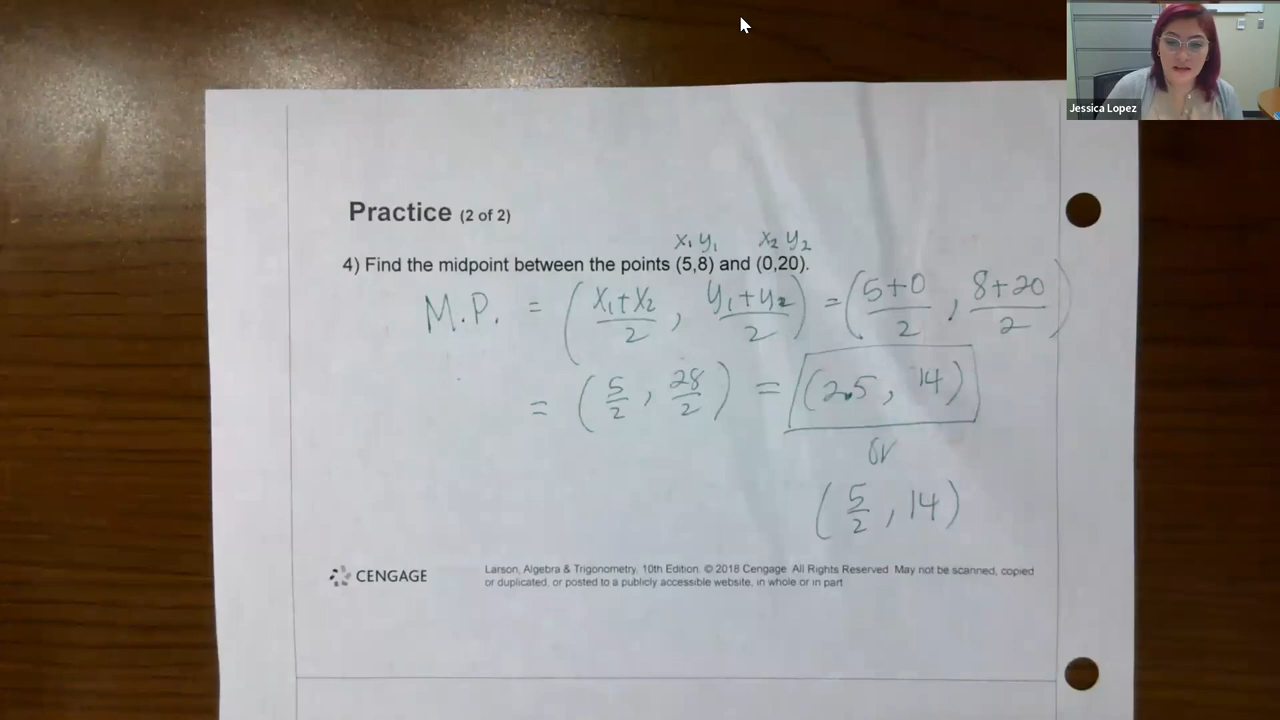 Jessica Lopez
Practice (2 of 2)
x₁ y₁ x₂ y₂
4) Find the midpoint between the points (5,8) and (0,20).
M.P. = (x₁+x₂/2, y₁+y₂/2) = (5+0/2, 8+20/2)
= (5/2, 28/2) = (2.5, 14)
or
(5/2, 14)
CENGAGE
Larson, Algebra & Trigonometry, 10th Edition. © 2018 Cengage. All Rights Reserved. May not be scanned, copied
or duplicated, or posted to a publicly accessible website, in whole or in part